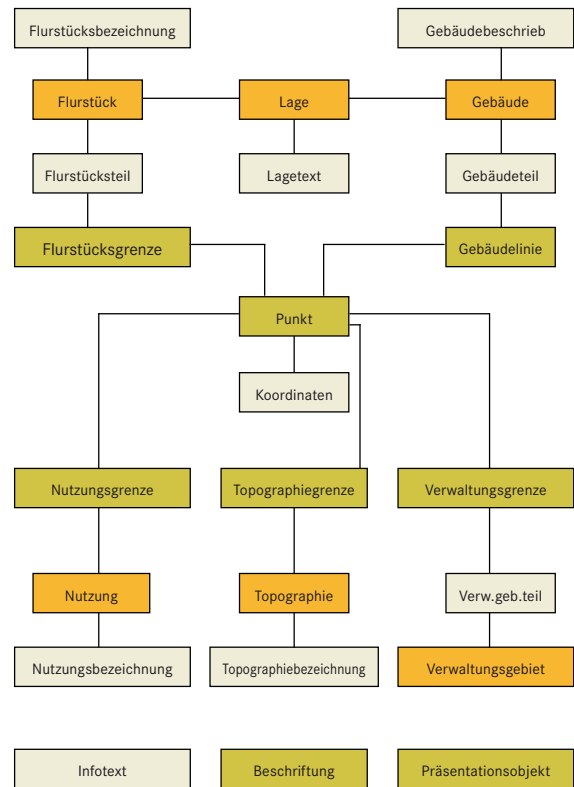 Flurstücksbezeichnung
Gebäudebeschrieb
Flurstück
Lage
Gebäude
Flurstücksteil
Lagetext
Gebäudeteil
Flurstücksgrenze
Gebäudelinie
Punkt
Koordinaten
Nutzungsgrenze
Topographiegrenze
Verwaltungsgrenze
Nutzung
Topographie
Verw.geb.teil
Nutzungsbezeichnung
Topographiebezeichnung
Verwaltungsgebiet
Infotext
Beschriftung
Präsentationsobjekt